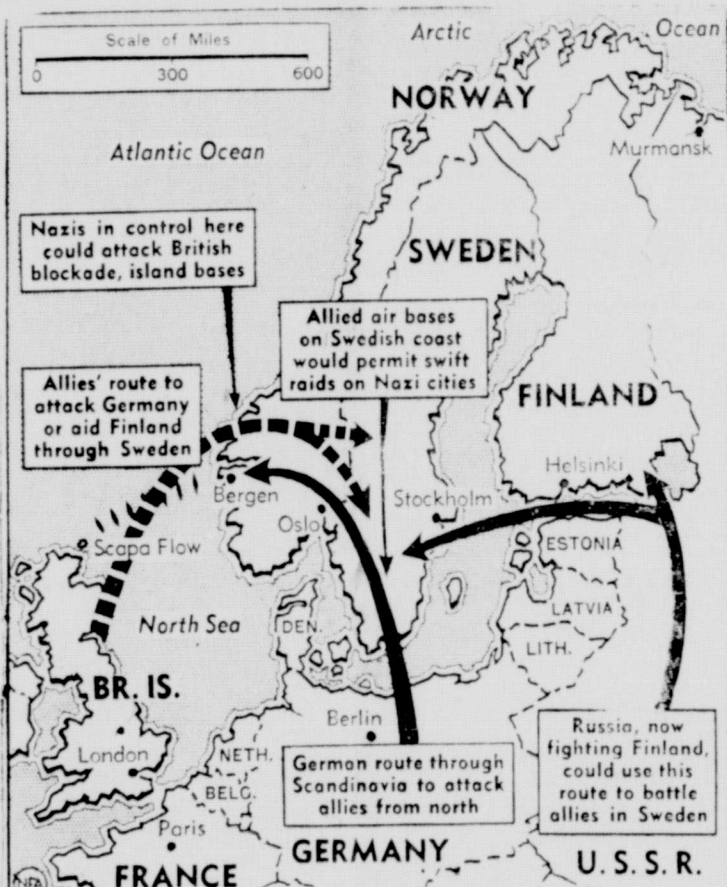 Scale of Miles
0 300 600
Arctic Ocean
NORWAY
Murmansk
Atlantic Ocean
Nazis in control here
could attack British
blockade, island bases
SWEDEN
Allied air bases
on Swedish coast
would permit swift
raids on Nazi cities
Allies' route to
attack Germany
or aid Finland
through Sweden
FINLAND
Helsinki
Bergen
Stockholm
Oslo
Scapa Flow
ESTONIA
LATVIA
North Sea
DEN.
LITH.
BR. IS.
Berlin
London
NETH.
BELG.
German route through
Scandinavia to attack
allies from north
Russia, now
fighting Finland,
could use this
route to battle
allies in Sweden
Paris
GERMANY
FRANCE
U.S.S.R.
NEA